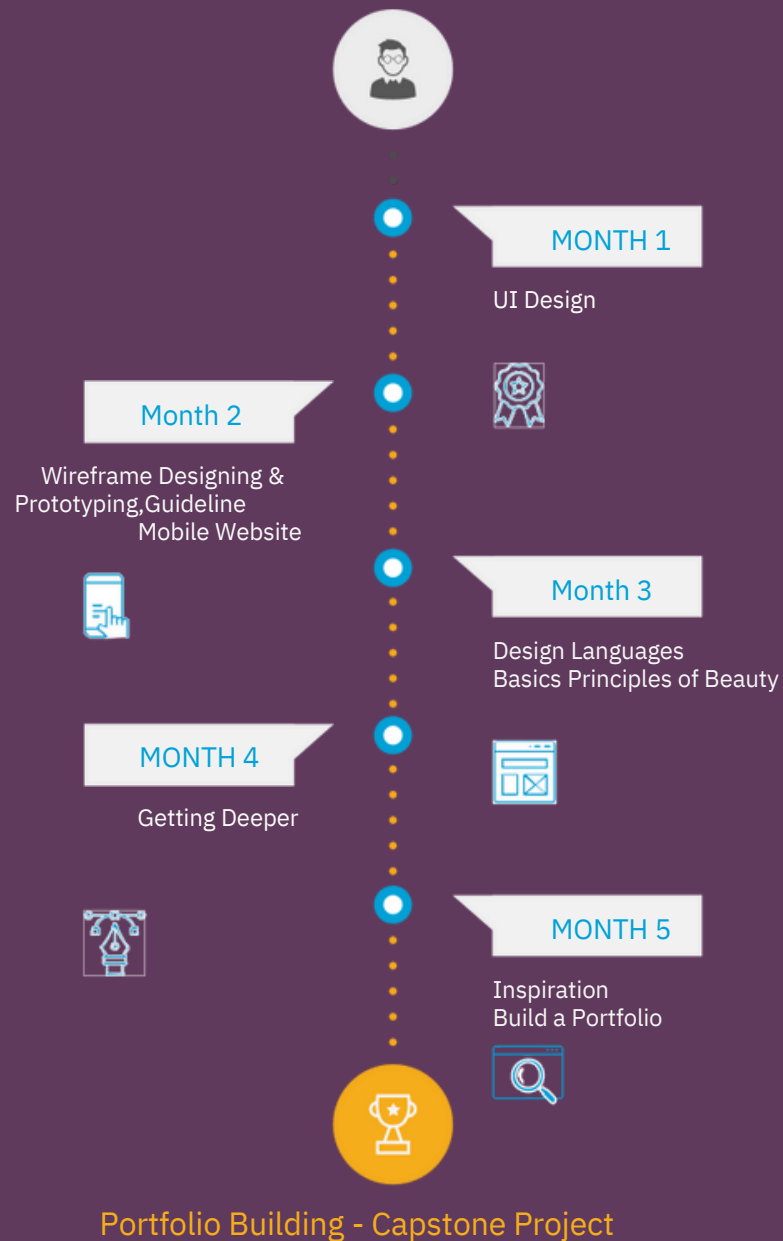 MONTH 1
UI Design
Month 2
Wireframe Designing &
Prototyping,Guideline
Mobile Website
Month 3
Design Languages
Basics Principles of Beauty
MONTH 4
Getting Deeper
MONTH 5
Inspiration
Build a Portfolio
Portfolio Building - Capstone Project